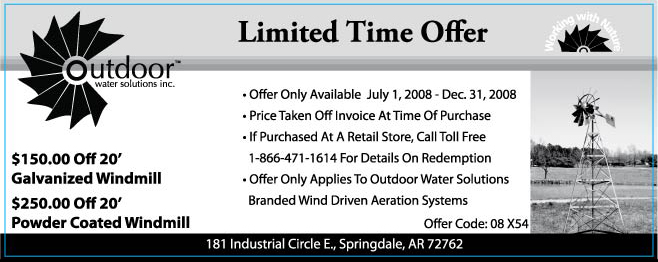 Limited Time Offer
Working with Nature
Outdoor™
water solutions inc.
• Offer Only Available July 1, 2008 - Dec. 31, 2008
• Price Taken Off Invoice At Time Of Purchase
• If Purchased At A Retail Store, Call Toll Free
1-866-471-1614 For Details On Redemption
• Offer Only Applies To Outdoor Water Solutions
Branded Wind Driven Aeration Systems
$150.00 Off 20'
Galvanized Windmill
$250.00 Off 20'
Powder Coated Windmill
Offer Code: 08 X54
181 Industrial Circle E., Springdale, AR 72762